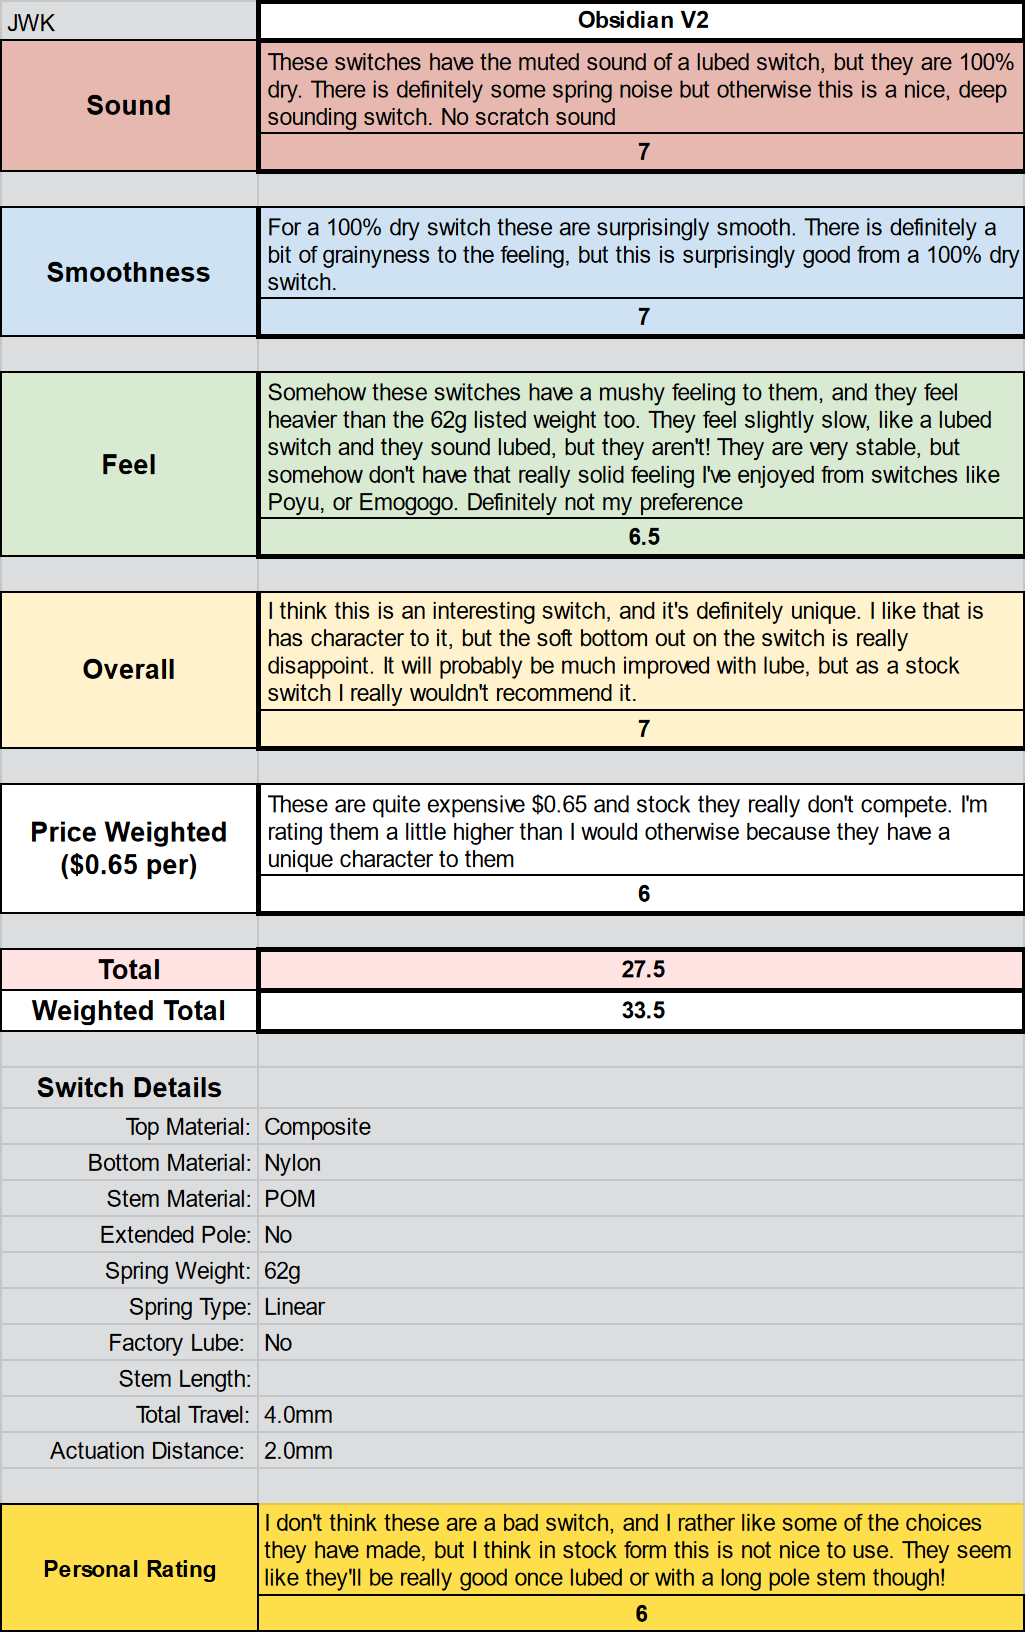 JWK
Obsidian V2
Sound
These switches have the muted sound of a lubed switch, but they are 100%
dry. There is definitely some spring noise but otherwise this is a nice, deep
sounding switch. No scratch sound
7
Smoothness
For a 100% dry switch these are surprisingly smooth. There is definitely a
bit of grainyness to the feeling, but this is surprisingly good from a 100% dry
switch.
7
Feel
Somehow these switches have a mushy feeling to them, and they feel
heavier than the 62g listed weight too. They feel slightly slow, like a lubed
switch and they sound lubed, but they aren't! They are very stable, but
somehow don't have that really solid feeling I've enjoyed from switches like
Poyu, or Emogogo. Definitely not my preference
6.5
Overall
I think this is an interesting switch, and it's definitely unique. I like that is
has character to it, but the soft bottom out on the switch is really
disappoint. It will probably be much improved with lube, but as a stock
switch I really wouldn't recommend it.
7
Price Weighted
($0.65 per)
These are quite expensive $0.65 and stock they really don't compete. I'm
rating them a little higher than I would otherwise because they have a
unique character to them
6
Total
27.5
Weighted Total
33.5
Switch Details
Top Material: Composite
Bottom Material: Nylon
Stem Material: POM
Extended Pole: No
Spring Weight: 62g
Spring Type: Linear
Factory Lube: No
Stem Length:
Total Travel: 4.0mm
Actuation Distance: 2.0mm
Personal Rating
I don't think these are a bad switch, and I rather like some of the choices
they have made, but I think in stock form this is not nice to use. They seem
like they'll be really good once lubed or with a long pole stem though!
6